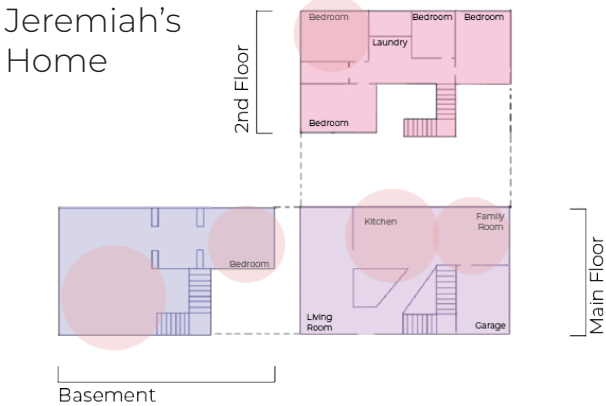 Jeremiah's
Home
2nd Floor
Bedroom
Bedroom
Bedroom
Laundry
Bedroom
Kitchen
Family
Room
Bedroom
Living
Room
Garage
Main Floor
Basement